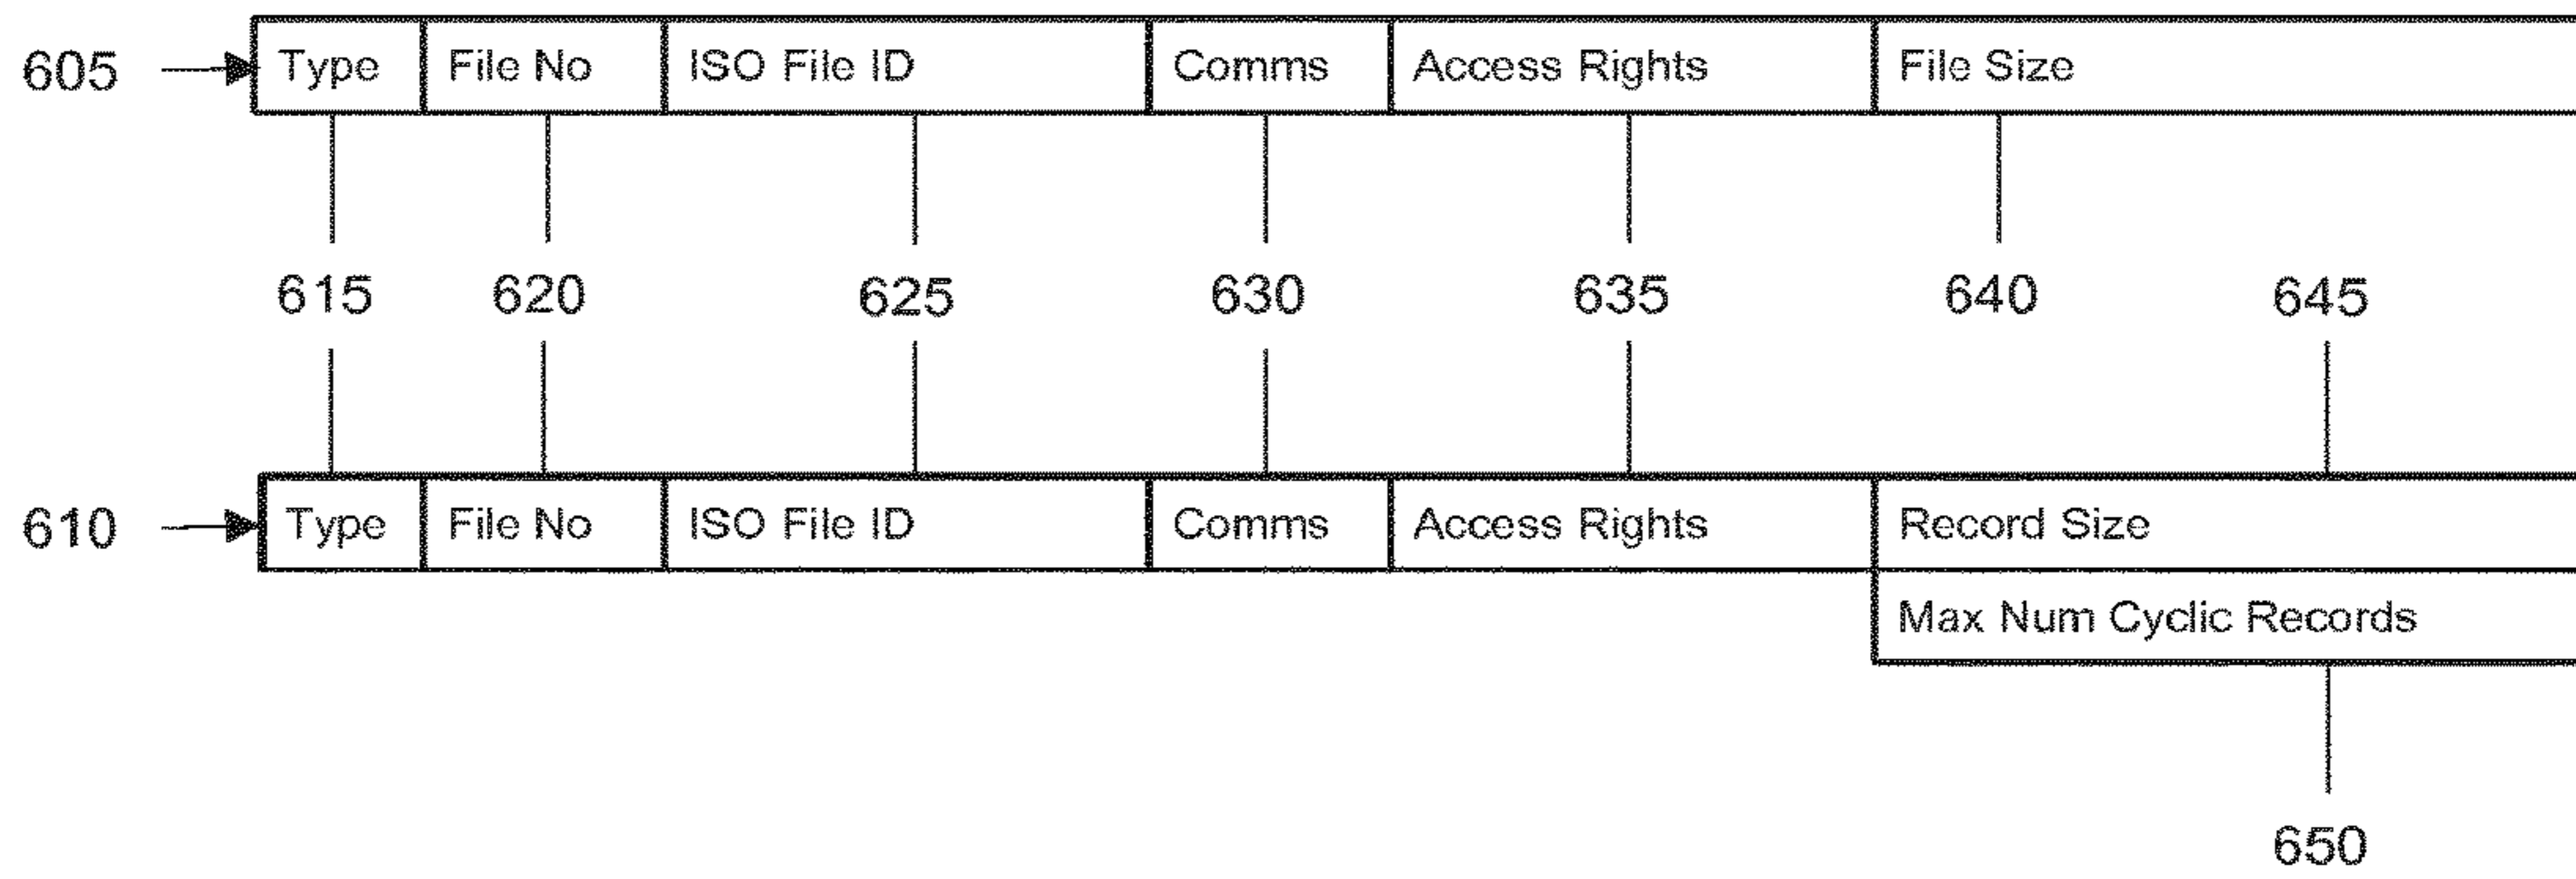 605 Type File No ISO File ID Comms Access Rights File Size
615 620 625 630 635 640 645
610 Type File No ISO File ID Comms Access Rights Record Size
Max Num Cyclic Records
650